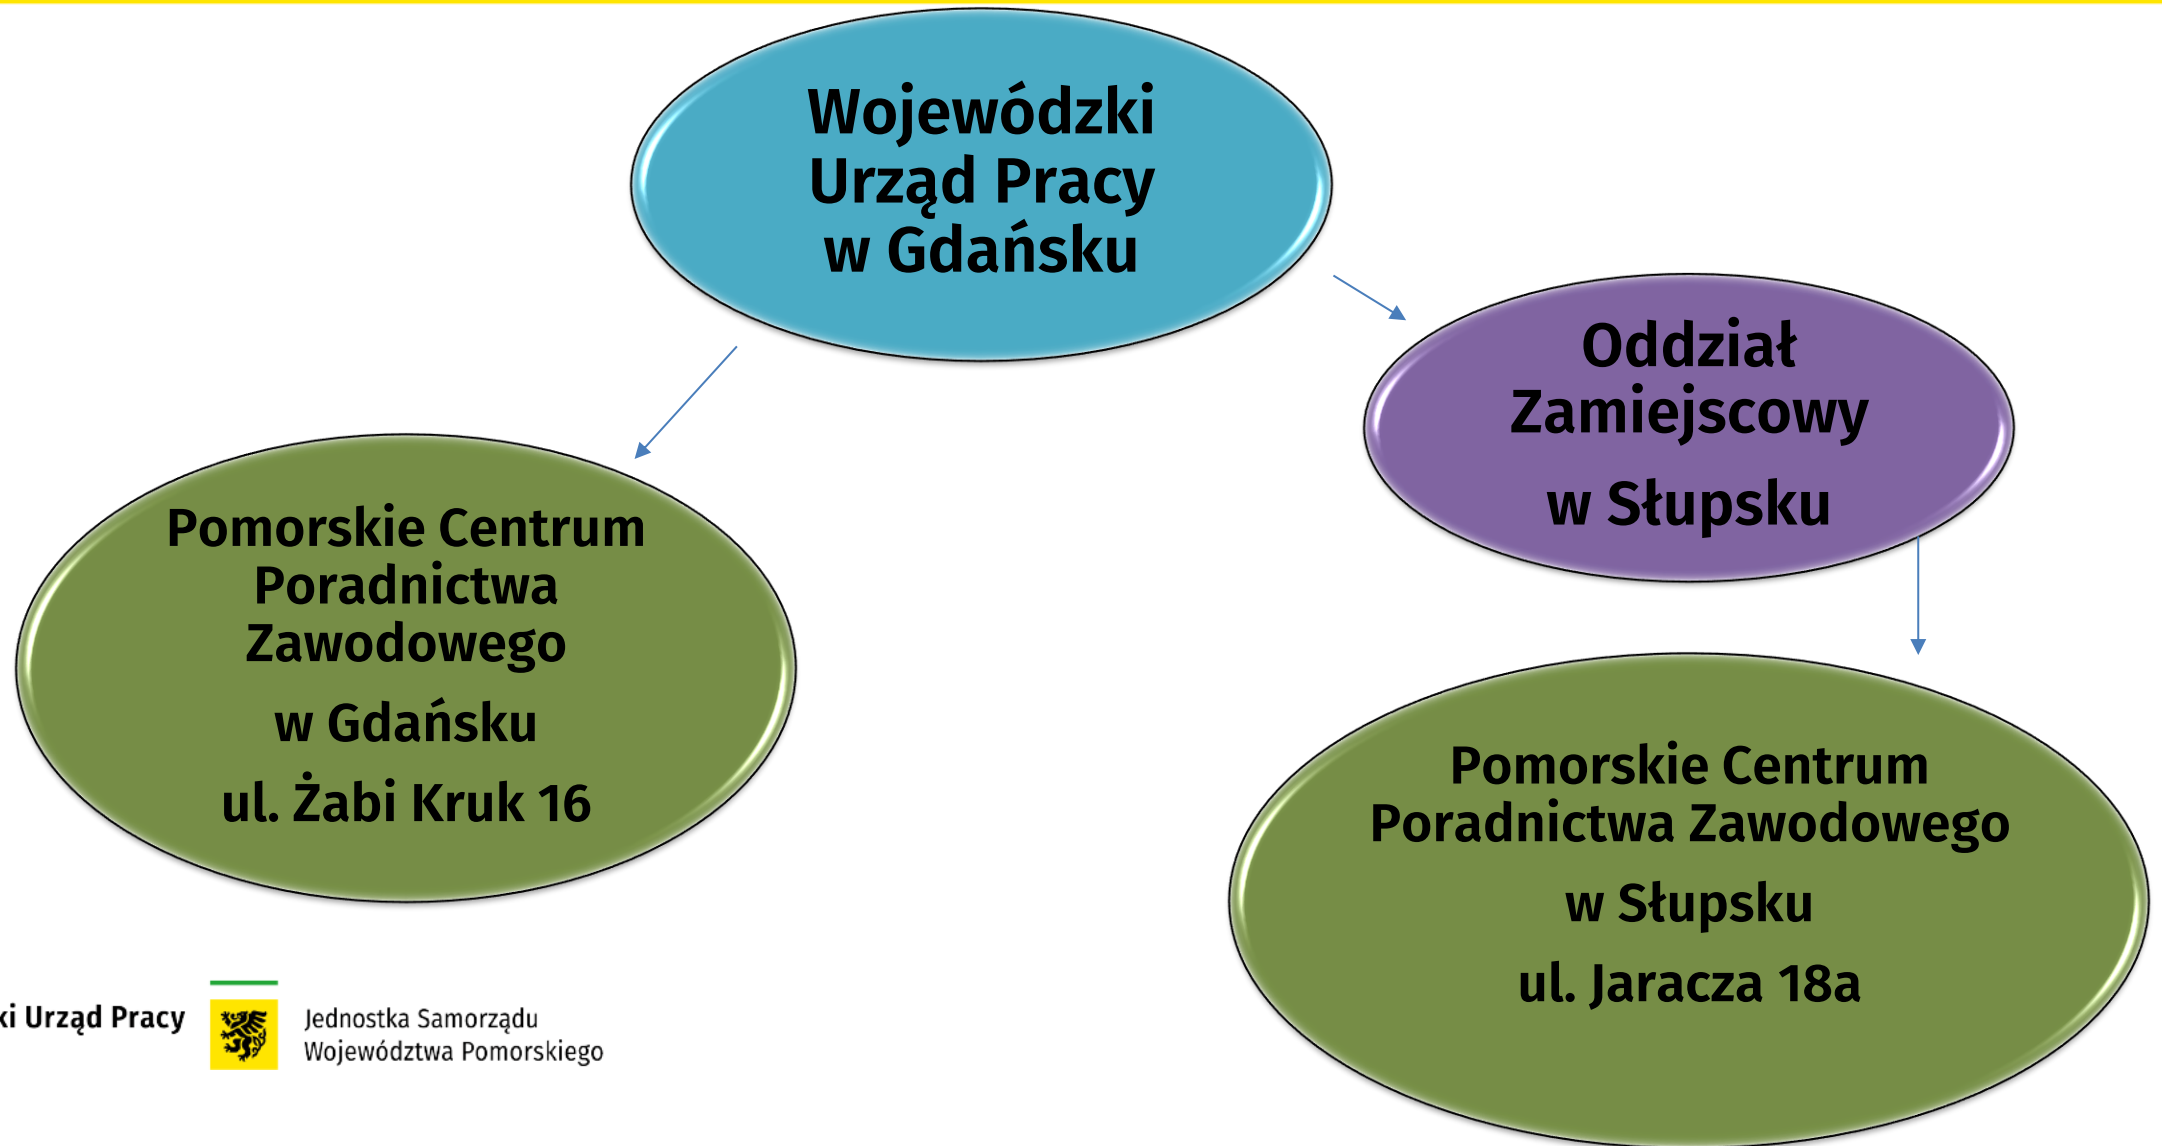 Wojewódzki
Urząd Pracy
w Gdańsku
Oddział
Zamiejscowy
w Słupsku
Pomorskie Centrum
Poradnictwa
Zawodowego
w Gdańsku
ul. Żabi Kruk 16
Pomorskie Centrum
Poradnictwa Zawodowego
w Słupsku
ul. Jaracza 18a
Urząd Pracy
Jednostka Samorządu
Województwa Pomorskiego